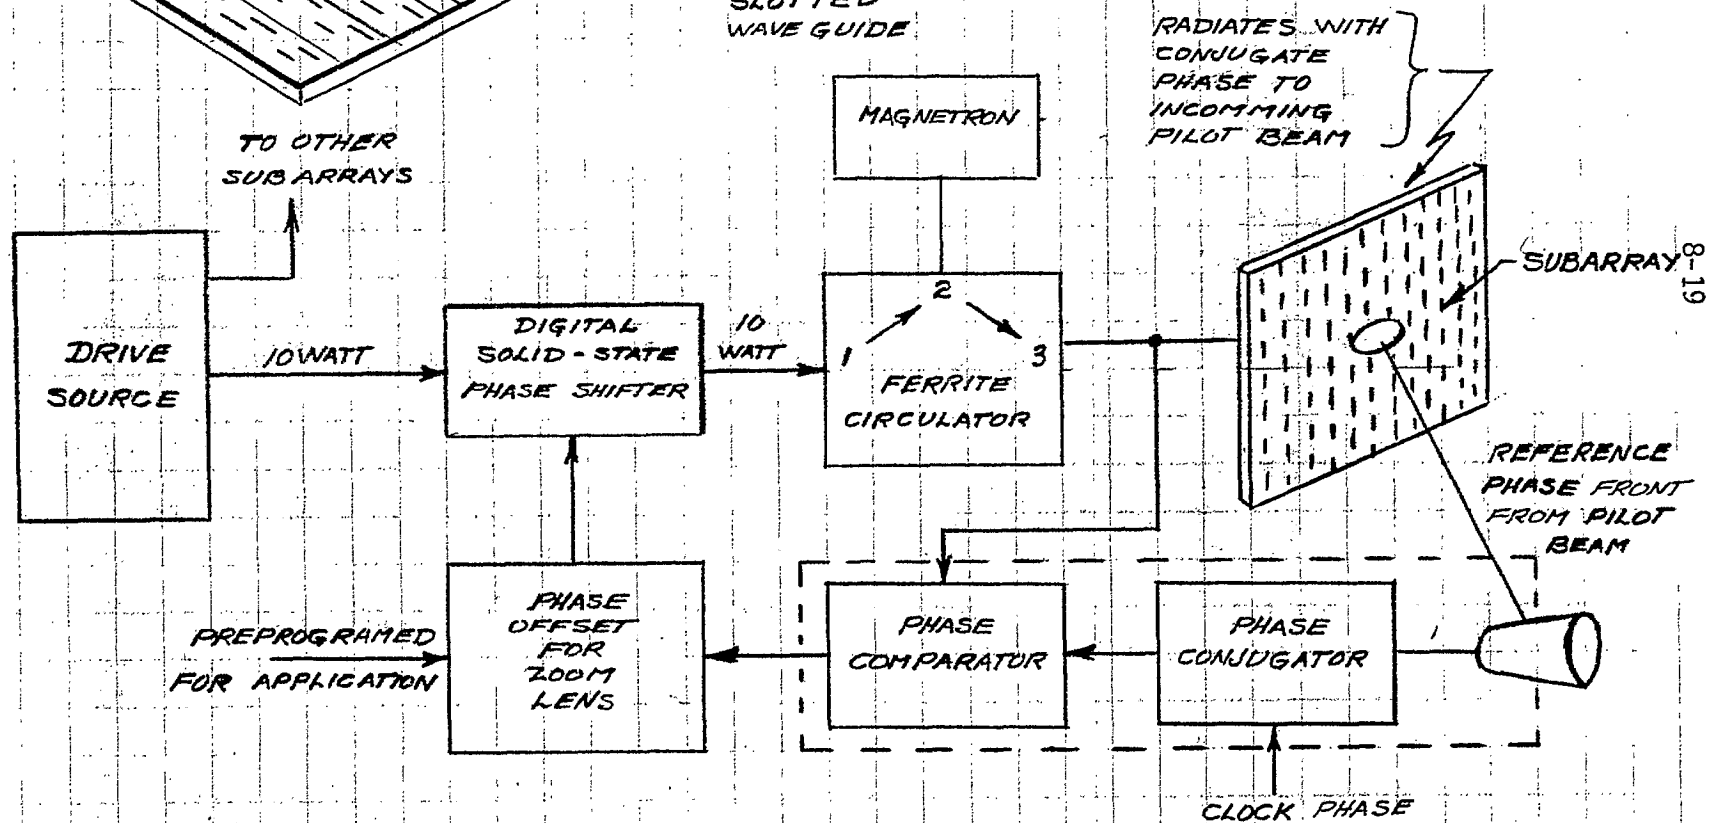 SLOTTED
WAVE GUIDE
RADIATES WITH
CONJUGATE
PHASE TO
INCOMMING
PILOT BEAM
MAGNETRON
TO OTHER
SUBARRAYS
SUBARRAY
8-19
DRIVE
SOURCE
10 WATT
DIGITAL
SOLID-STATE
PHASE SHIFTER
10
WATT
1
2
3
FERRITE
CIRCULATOR
REFERENCE
PHASE FRONT
FROM PILOT
BEAM
PREPROGRAMED
FOR APPLICATION
PHASE
OFFSET
FOR
ZOOM
LENS
PHASE
COMPARATOR
PHASE
CONJUGATOR
CLOCK PHASE